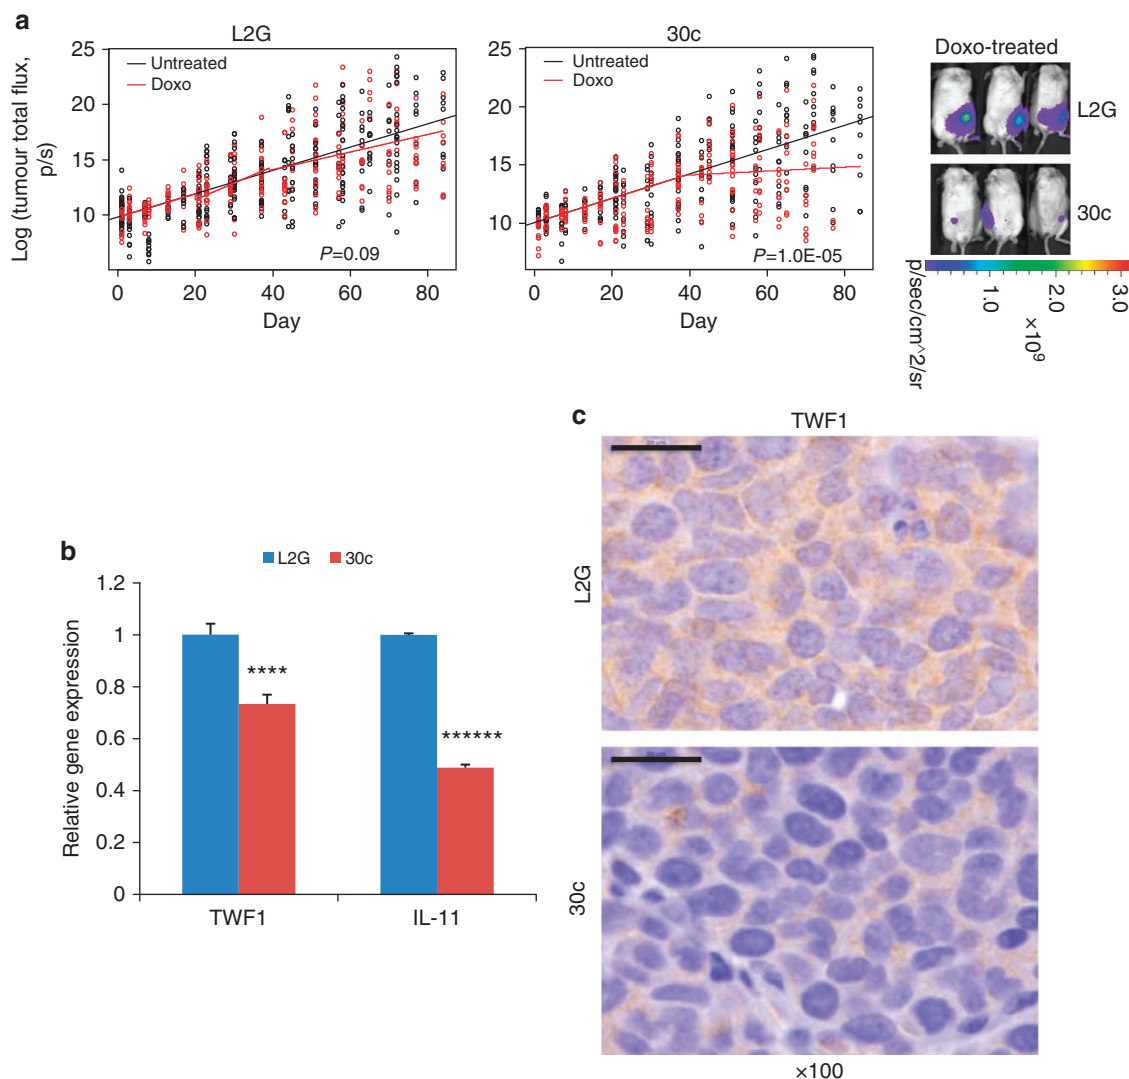 a
L2G
Log (tumour total flux,
p/s)
25
20
15
10
Untreated
Doxo
P=0.09
0 20 40 60 80
Day
30c
25
20
15
10
Untreated
Doxo
P=1.0E-05
0 20 40 60 80
Day
Doxo-treated
L2G
30c
p/sec/cm^2/sr
1.0
2.0
3.0
×10⁹
b
L2G 30c
Relative gene expression
1.2
1
0.8
0.6
0.4
0.2
0
****
******
TWF1 IL-11
c
TWF1
L2G
30c
×100